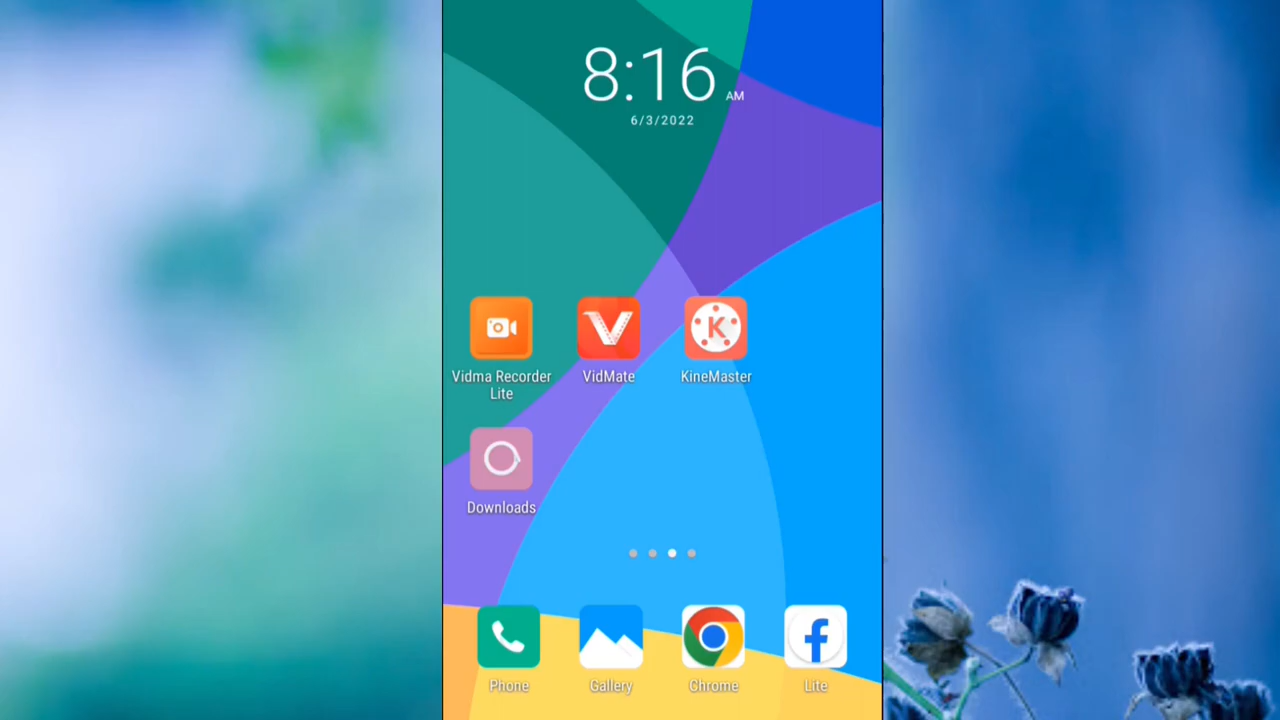 8:16 AM
6/3/2022
Vidma Recorder
Lite
VidMate
KineMaster
Downloads
Phone
Gallery
Chrome
Lite